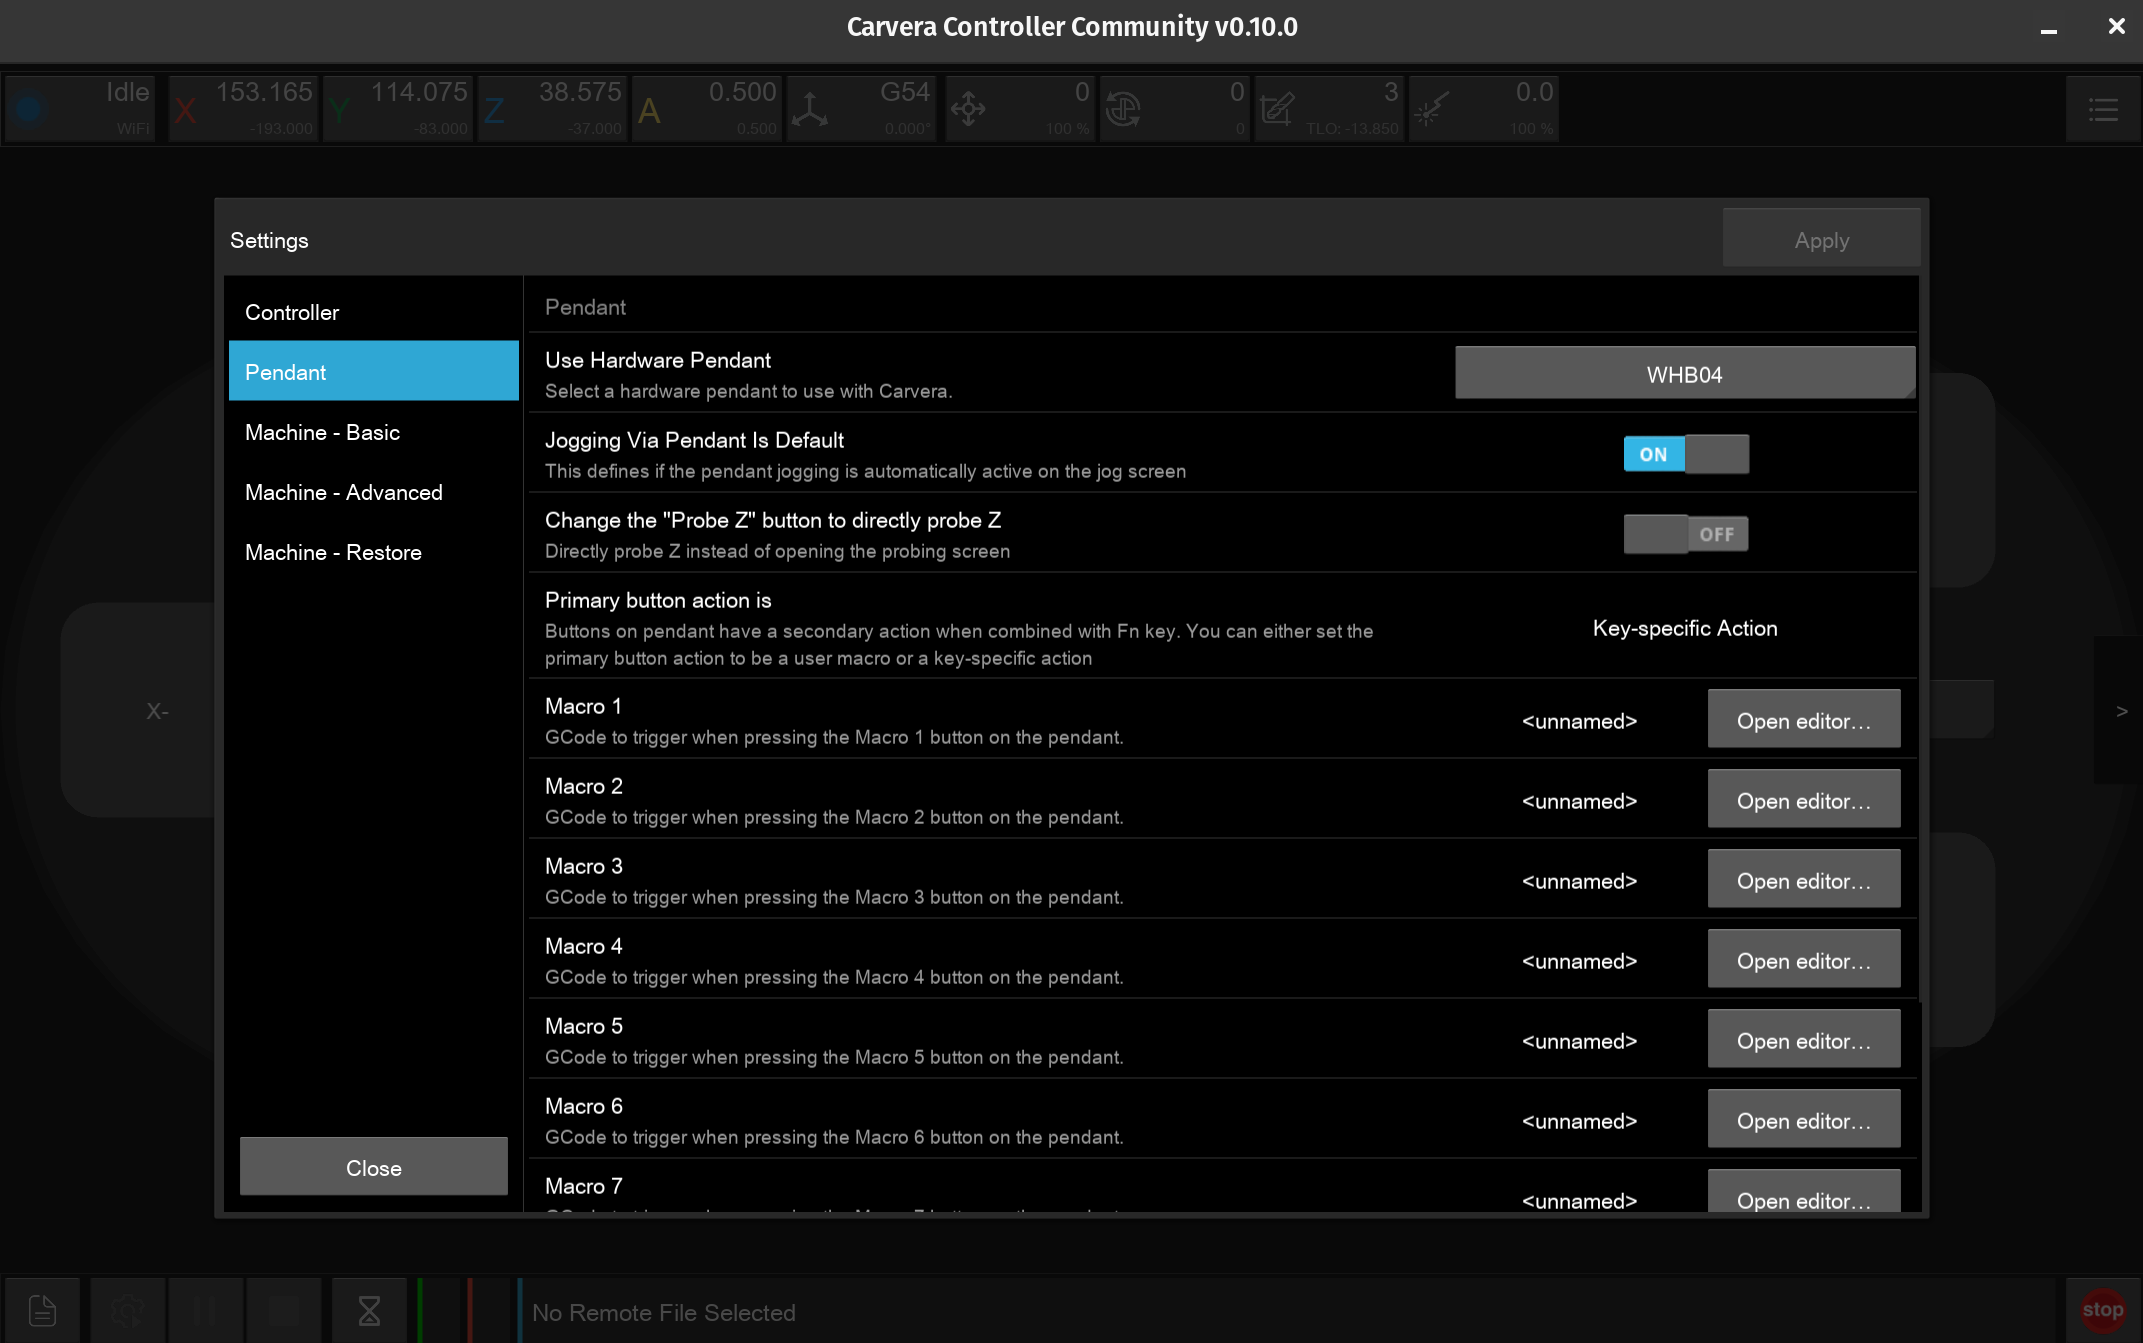 Carvera Controller Community v0.10.0
Idle
WiFi
X 153.165
-193.000
Y 114.075
-83.000
Z 38.575
-37.000
A 0.500
0.500
G54
0.000°
0
100 %
0
0
3
TLO: -13.850
0.0
100 %
Settings
Apply
Controller
Pendant
Machine - Basic
Machine - Advanced
Machine - Restore
Close
Pendant
Use Hardware Pendant
Select a hardware pendant to use with Carvera.
WHB04
Jogging Via Pendant Is Default
This defines if the pendant jogging is automatically active on the jog screen
ON
Change the "Probe Z" button to directly probe Z
Directly probe Z instead of opening the probing screen
OFF
Primary button action is
Buttons on pendant have a secondary action when combined with Fn key. You can either set the
primary button action to be a user macro or a key-specific action
Key-specific Action
Macro 1
GCode to trigger when pressing the Macro 1 button on the pendant.
<unnamed>
Open editor...
Macro 2
GCode to trigger when pressing the Macro 2 button on the pendant.
<unnamed>
Open editor...
Macro 3
GCode to trigger when pressing the Macro 3 button on the pendant.
<unnamed>
Open editor...
Macro 4
GCode to trigger when pressing the Macro 4 button on the pendant.
<unnamed>
Open editor...
Macro 5
GCode to trigger when pressing the Macro 5 button on the pendant.
<unnamed>
Open editor...
Macro 6
GCode to trigger when pressing the Macro 6 button on the pendant.
<unnamed>
Open editor...
Macro 7
<unnamed>
Open editor...
X-
>
No Remote File Selected
stop